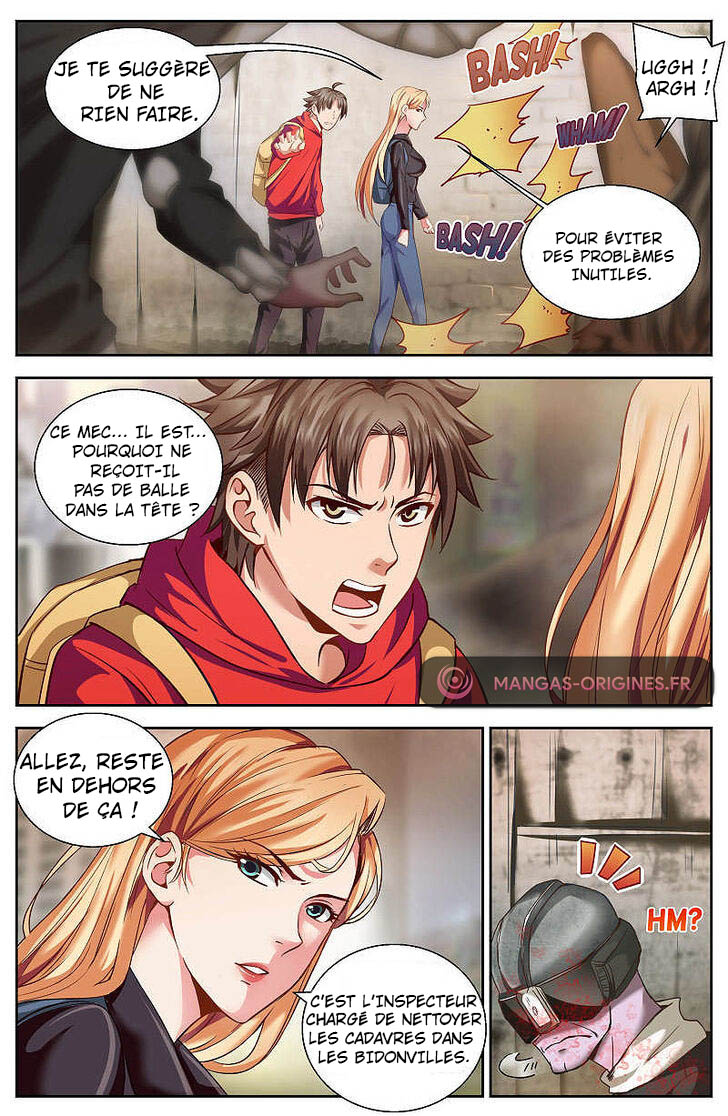 JE TE SUGGÈRE
DE NE
RIEN FAIRE.
BASH!
UGGH !
ARGH !
WHAM!
BASH!
POUR ÉVITER
DES PROBLÈMES
INUTILES.
CE MEC... IL EST...
POURQUOI NE
REÇOIT-IL
PAS DE BALLE
DANS LA TÊTE ?
MANGAS-ORIGINES.FR
ALLEZ, RESTE
EN DEHORS
DE ÇA !
C'EST L'INSPECTEUR
CHARGÉ DE NETTOYER
LES CADAVRES DANS
LES BIDONVILLES.
HM?